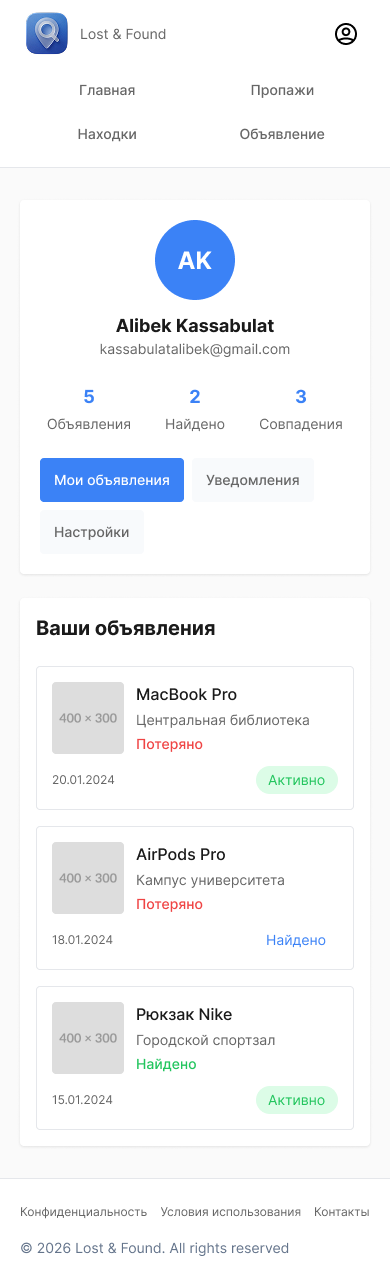 Lost & Found
Главная Пропажи
Находки Объявление
AK
Alibek Kassabulat
kassabulatalibek@gmail.com
5 2 3
Объявления Найдено Совпадения
Мои объявления Уведомления
Настройки
Ваши объявления
400 × 300
MacBook Pro
Центральная библиотека
Потеряно
20.01.2024 Активно
400 × 300
AirPods Pro
Кампус университета
Потеряно
18.01.2024 Найдено
400 × 300
Рюкзак Nike
Городской спортзал
Найдено
15.01.2024 Активно
Конфиденциальность Условия использования Контакты
© 2026 Lost & Found. All rights reserved